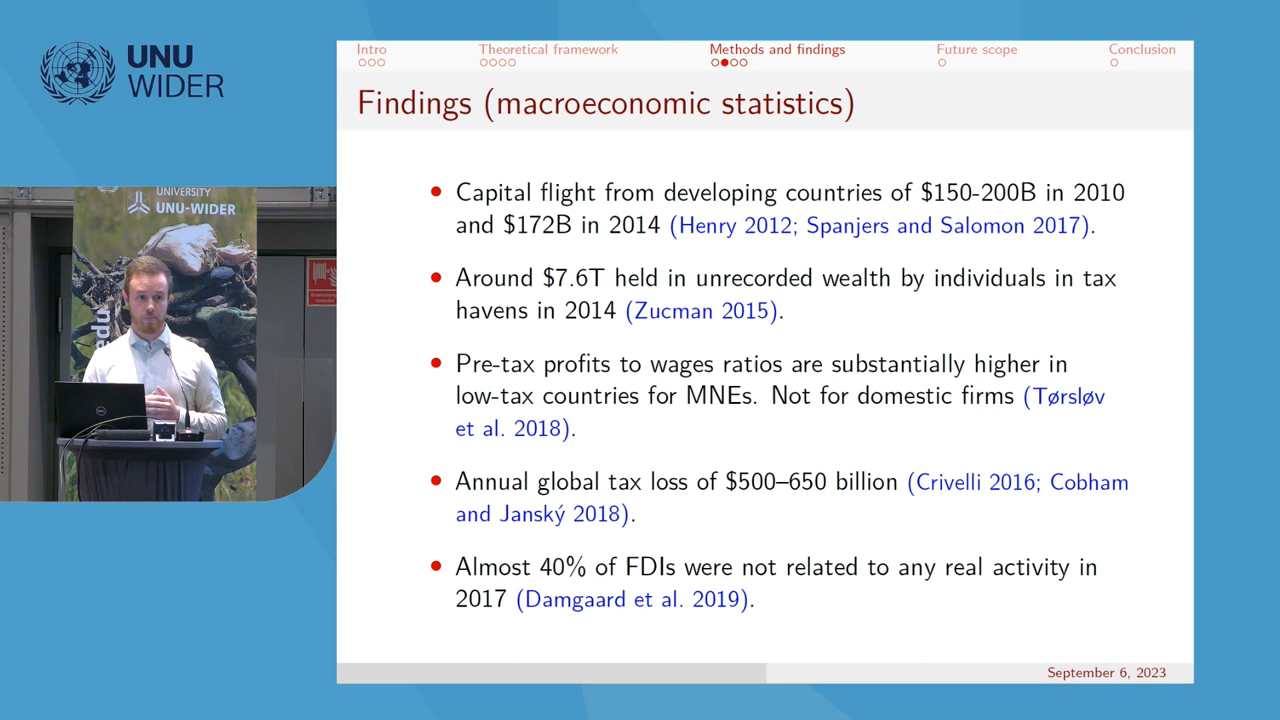 UNU
WIDER
Intro
Theoretical framework
Methods and findings
Future scope
Conclusion
Findings (macroeconomic statistics)
Capital flight from developing countries of $150-200B in 2010
and $172B in 2014 (Henry 2012; Spanjers and Salomon 2017).
Around $7.6T held in unrecorded wealth by individuals in tax
havens in 2014 (Zucman 2015).
Pre-tax profits to wages ratios are substantially higher in
low-tax countries for MNEs. Not for domestic firms (Tørsløv
et al. 2018).
Annual global tax loss of $500–650 billion (Crivelli 2016; Cobham
and Janský 2018).
Almost 40% of FDIs were not related to any real activity in
2017 (Damgaard et al. 2019).
September 6, 2023
UNIVERSITY
UNU-WIDER
edu
DELL